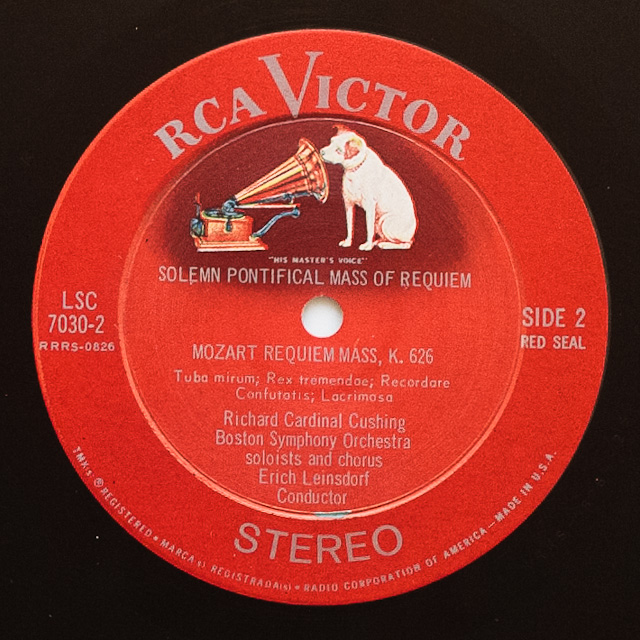 RCA VICTOR
"HIS MASTER'S VOICE"
SOLEMN PONTIFICAL MASS OF REQUIEM
LSC
7030-2
RRRS-0826
SIDE 2
RED SEAL
MOZART REQUIEM MASS, K. 626
Tuba mirum; Rex tremendae; Recordare
Confutatis; Lacrimosa
Richard Cardinal Cushing
Boston Symphony Orchestra
soloists and chorus
Erich Leinsdorf
Conductor
STEREO
TMK(s) ® REGISTERED • MARCA(s) REGISTRADA(s) • RADIO CORPORATION OF AMERICA—MADE IN U.S.A.